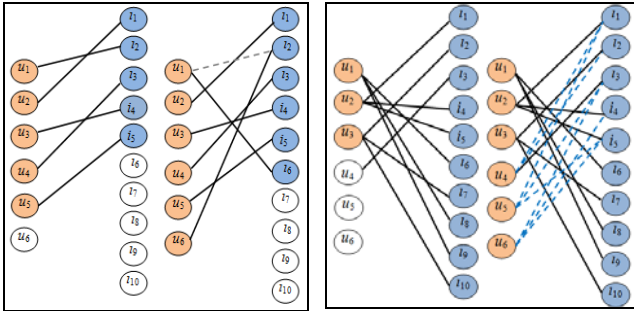 u₁
u₂
u₃
u₄
u₅
u₆
i₁
i₂
i₃
i₄
i₅
i₆
i₇
i₈
i₉
i₁₀
u₁
u₂
u₃
u₄
u₅
u₆
i₁
i₂
i₃
i₄
i₅
i₆
i₇
i₈
i₉
i₁₀
u₁
u₂
u₃
u₄
u₅
u₆
i₁
i₂
i₃
i₄
i₅
i₆
i₇
i₈
i₉
i₁₀
u₁
u₂
u₃
u₄
u₅
u₆
i₁
i₂
i₃
i₄
i₅
i₆
i₇
i₈
i₉
i₁₀